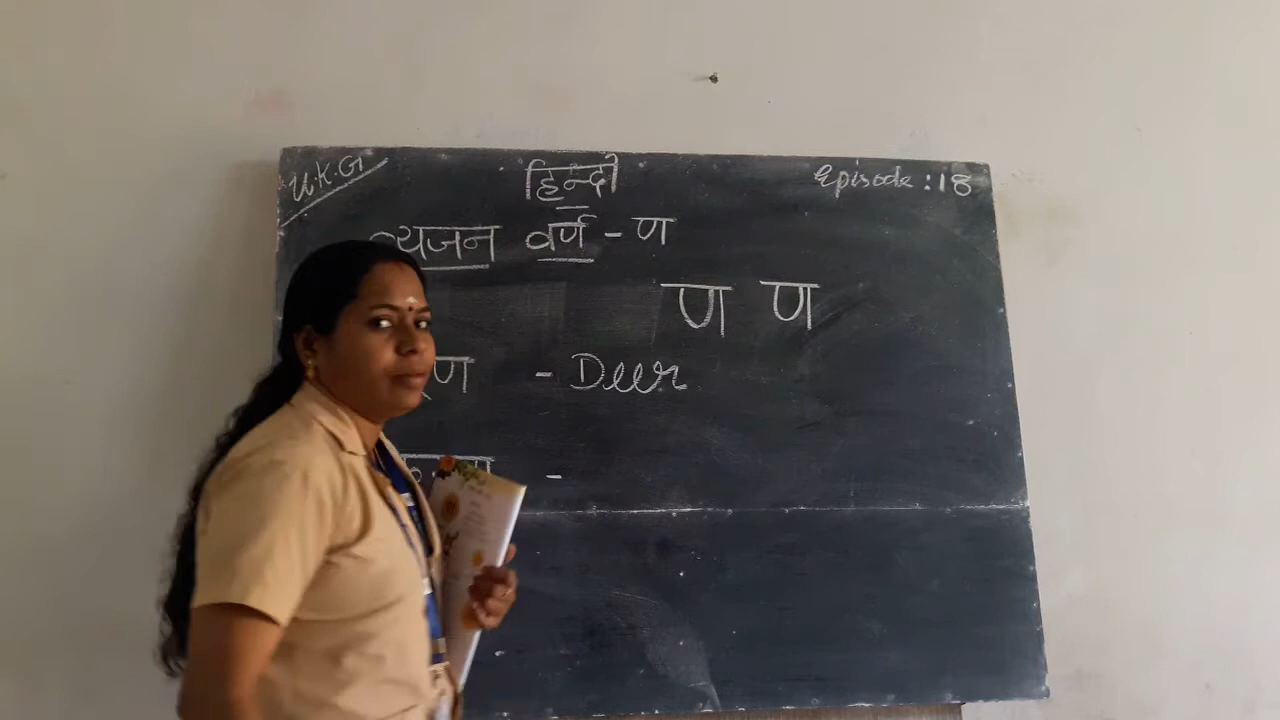 U.K.G
हिन्दी
Episode : 18
व्यजन वर्ण - ण
ण ण
- Deer
-